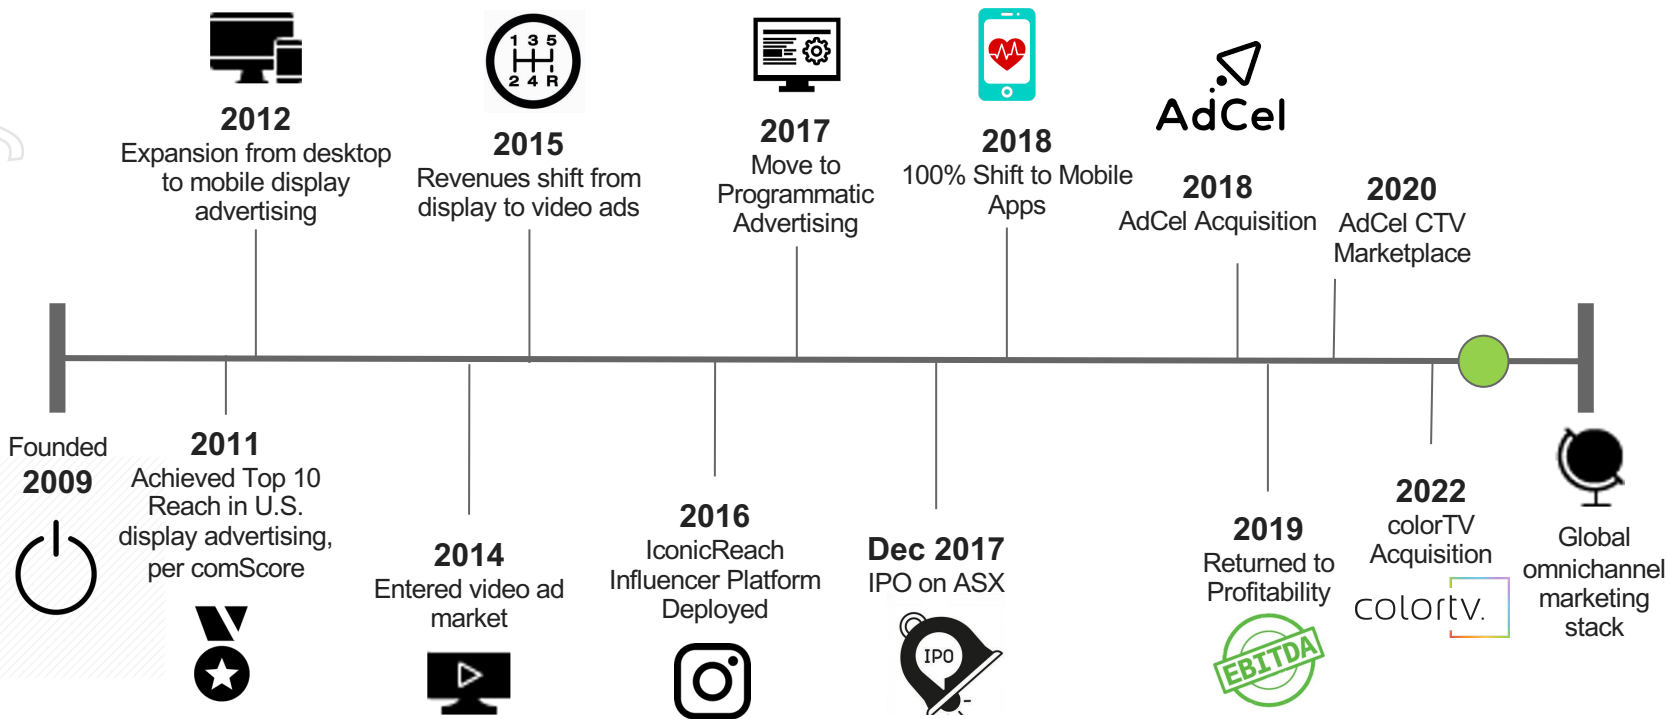 1 3 5
2 4 R
2012
Expansion from desktop
to mobile display
advertising
2015
Revenues shift from
display to video ads
2017
Move to
Programmatic
Advertising
2018
100% Shift to Mobile
Apps
AdCel
2018
AdCel Acquisition
2020
AdCel CTV
Marketplace
Founded
2009
2011
Achieved Top 10
Reach in U.S.
display advertising,
per comScore
2014
Entered video ad
market
2016
IconicReach
Influencer Platform
Deployed
Dec 2017
IPO on ASX
IPO
2019
Returned to
Profitability
EBITDA
2022
colorTV
Acquisition
colortv.
Global
omnichannel
marketing
stack